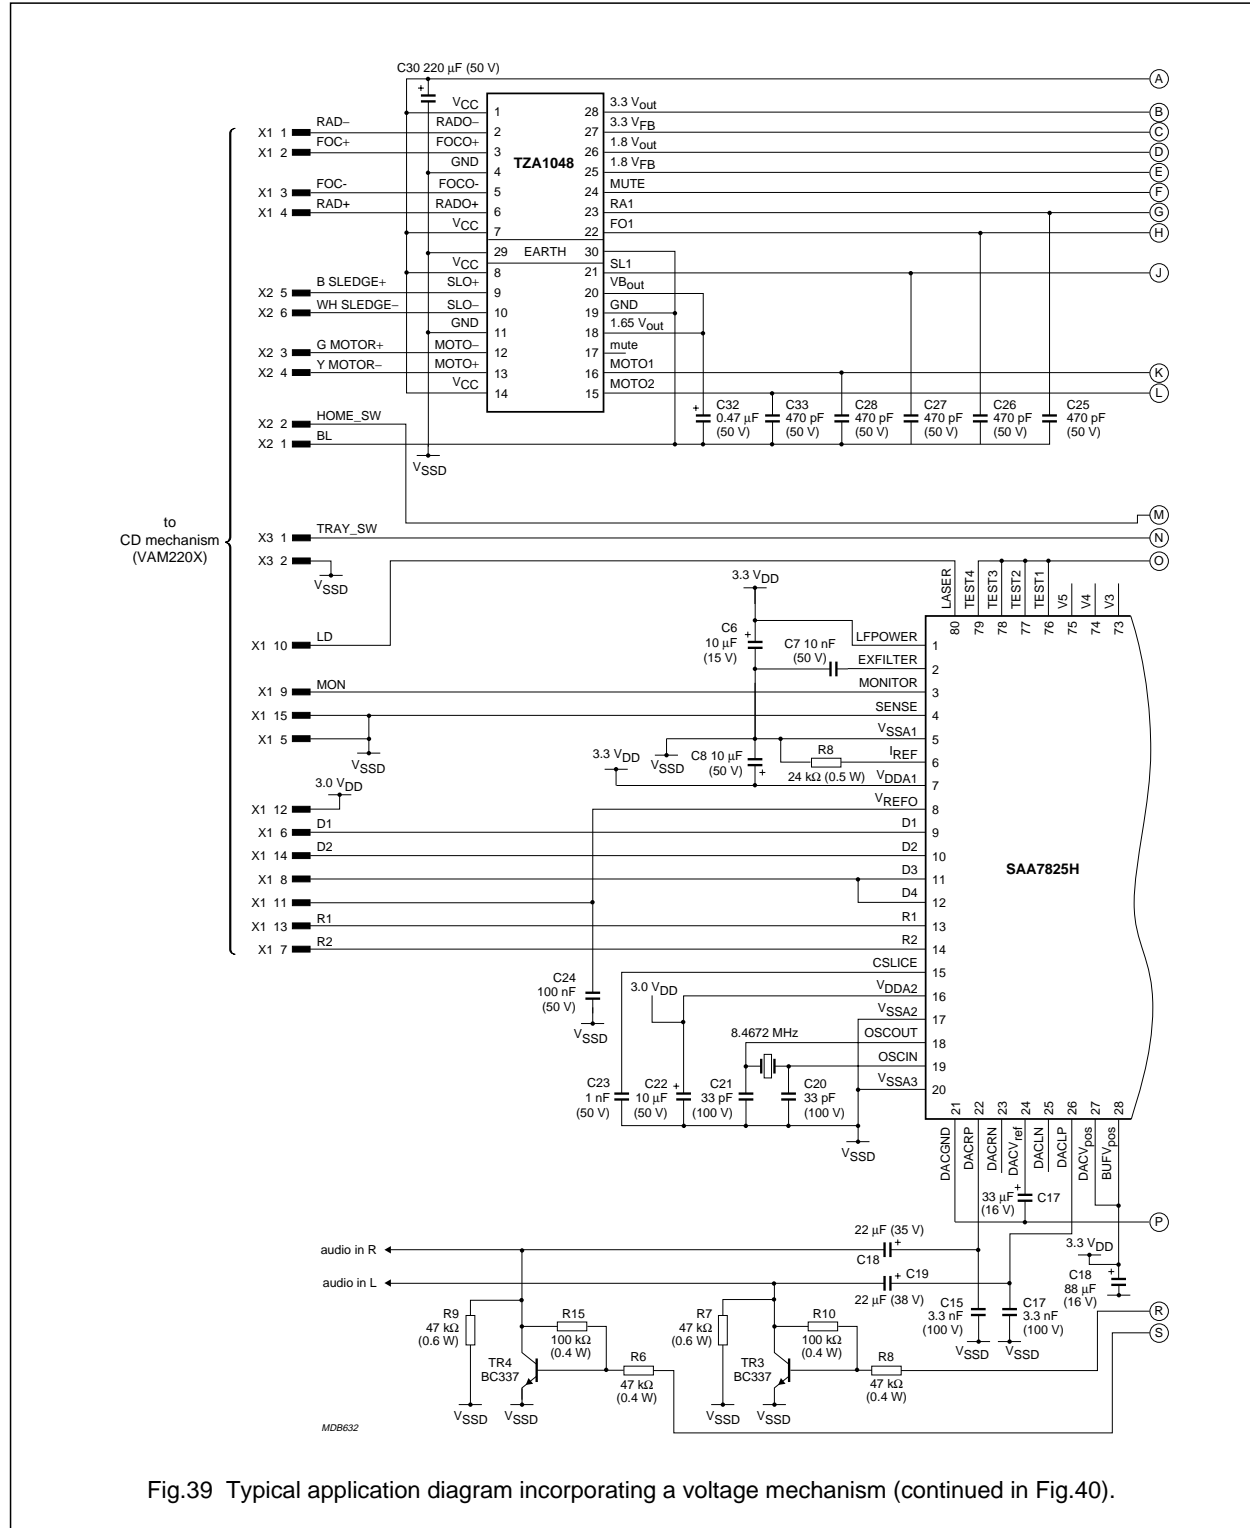 C30 220 µF (50 V)
+
A
VCC 1 28 3.3 Vout B
X1 1 RAD− RADO− 2 27 3.3 VFB C
X1 2 FOC+ FOCO+ 3 TZA1048 26 1.8 Vout D
GND 4 25 1.8 VFB E
X1 3 FOC- FOCO- 5 24 MUTE F
X1 4 RAD+ RADO+ 6 23 RA1 G
VCC 7 22 FO1 H
29 EARTH 30
VCC 8 21 SL1 J
X2 5 B SLEDGE+ SLO+ 9 20 VBout
X2 6 WH SLEDGE− SLO− 10 19 GND
GND 11 18 1.65 Vout
X2 3 G MOTOR+ MOTO− 12 17 mute
X2 4 Y MOTOR− MOTO+ 13 16 MOTO1 K
VCC 14 15 MOTO2 L
+ C32 0.47 µF (50 V)
C33 470 pF (50 V)
C28 470 pF (50 V)
C27 470 pF (50 V)
C26 470 pF (50 V)
C25 470 pF (50 V)
X2 2 HOME_SW
X2 1 BL
VSSD
M
to
CD mechanism
(VAM220X)
X3 1 TRAY_SW N
X3 2 O
VSSD
LASER TEST4 TEST3 TEST2 TEST1 V5 V4 V3
80 79 78 77 76 75 74 73
3.3 VDD
C6 10 µF (15 V) +
C7 10 nF (50 V)
X1 10 LD LFPOWER 1
EXFILTER 2
X1 9 MON MONITOR 3
X1 15 SENSE 4
X1 5 VSSA1 5
VSSD
VSSD
3.3 VDD
C8 10 µF (50 V) +
R8 24 kΩ (0.5 W)
IREF 6
VDDA1 7
3.0 VDD
X1 12 VREFO 8
X1 6 D1 D1 9
X1 14 D2 D2 10
X1 8 D3 11
SAA7825H
X1 11 D4 12
X1 13 R1 R1 13
X1 7 R2 R2 14
CSLICE 15
C24 100 nF (50 V)
VSSD
3.0 VDD
VDDA2 16
VSSA2 17
8.4672 MHz OSCOUT 18
OSCIN 19
VSSA3 20
C23 1 nF (50 V)
C22 10 µF (50 V) +
C21 33 pF (100 V)
C20 33 pF (100 V)
VSSD
21 22 23 24 25 26 27 28
DACGND DACRP DACRN DACVref DACLN DACLP DACVpos BUFVpos
33 µF (16 V) + C17
P
audio in R
22 µF (35 V) + C18
audio in L
+ C19 22 µF (38 V)
3.3 VDD
C18 88 µF (16 V) +
C15 3.3 nF (100 V)
C17 3.3 nF (100 V)
VSSD VSSD
R
S
R9 47 kΩ (0.6 W)
R15 100 kΩ (0.4 W)
R7 47 kΩ (0.6 W)
R10 100 kΩ (0.4 W)
TR4 BC337
R6 47 kΩ (0.4 W)
TR3 BC337
R8 47 kΩ (0.4 W)
VSSD VSSD VSSD VSSD
MDB632
Fig.39 Typical application diagram incorporating a voltage mechanism (continued in Fig.40).